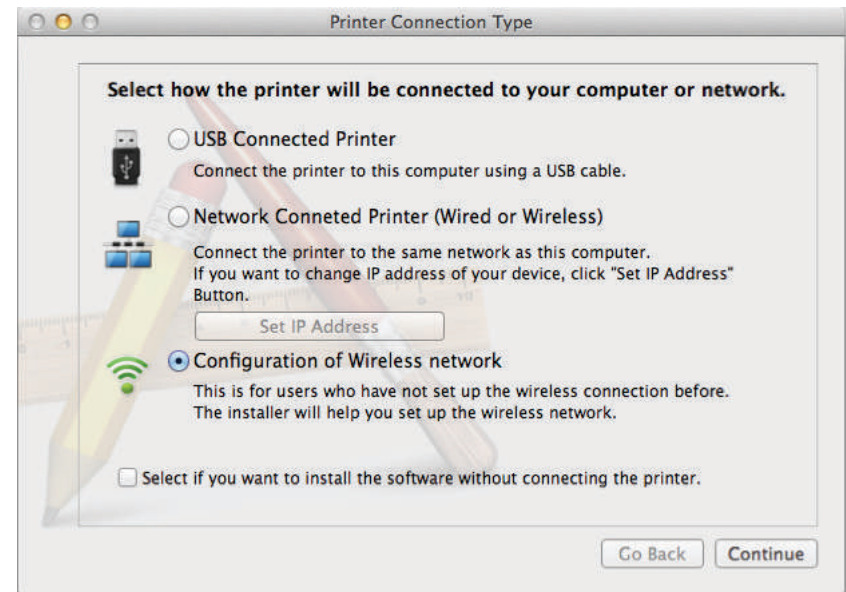 Printer Connection Type
Select how the printer will be connected to your computer or network.
USB Connected Printer
Connect the printer to this computer using a USB cable.
Network Conneted Printer (Wired or Wireless)
Connect the printer to the same network as this computer.
If you want to change IP address of your device, click "Set IP Address"
Button.
Set IP Address
Configuration of Wireless network
This is for users who have not set up the wireless connection before.
The installer will help you set up the wireless network.
Select if you want to install the software without connecting the printer.
Go Back
Continue